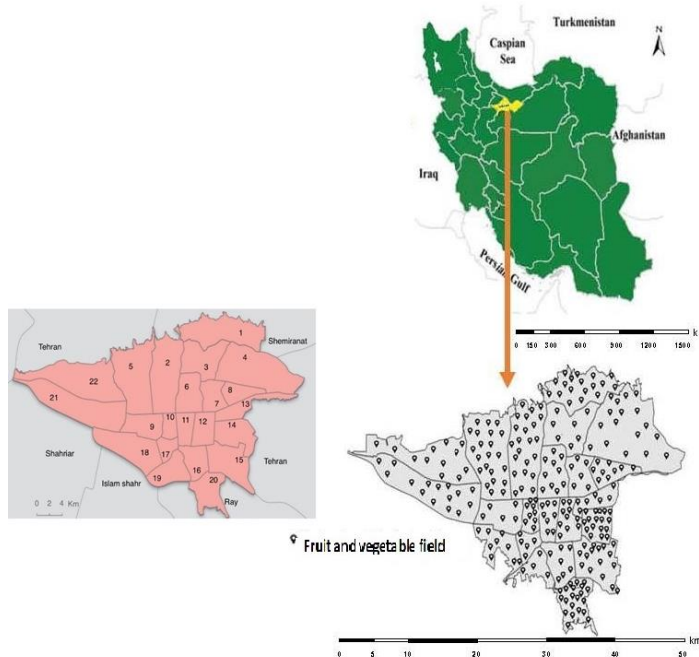 Turkmenistan
N
Caspian
Sea
Afghanistan
Iraq
Persian Gulf
0 150 300 600 900 1200 1500
k
Tehran
Shemiranat
1
2
3
4
5
6
7
8
9
10
11
12
13
14
15
16
17
18
19
20
21
22
Shahriar
Islam shahr
Ray
Tehran
0 2 4 Km
Fruit and vegetable field
km
0 5 10 20 30 40 50